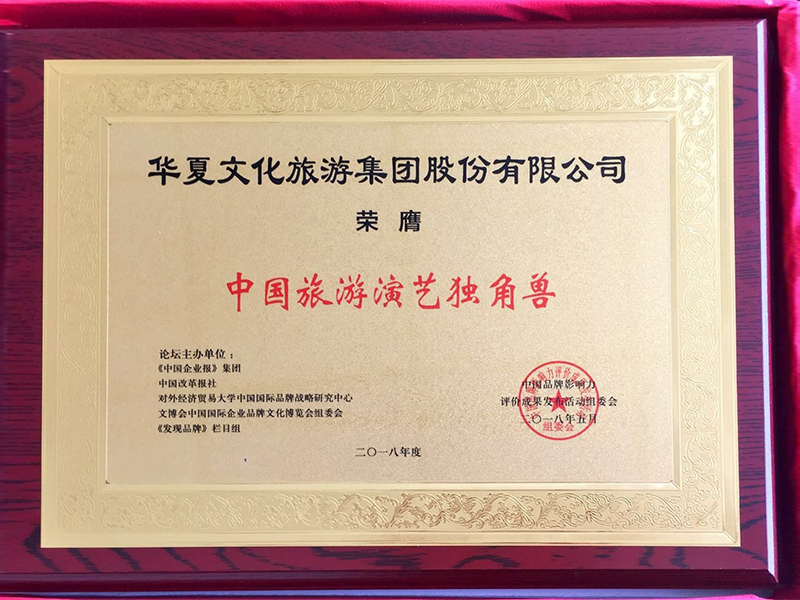 华夏文化旅游集团股份有限公司
荣膺
中国旅游演艺独角兽
论坛主办单位：
《中国企业报》集团
中国改革报社
对外经济贸易大学中国国际品牌战略研究中心
文博会中国国际企业品牌文化博览会组委会
《发现品牌》栏目组
中国品牌影响力
评价成果发布活动组委会
二〇一八年五月
组委会
二〇一八年度